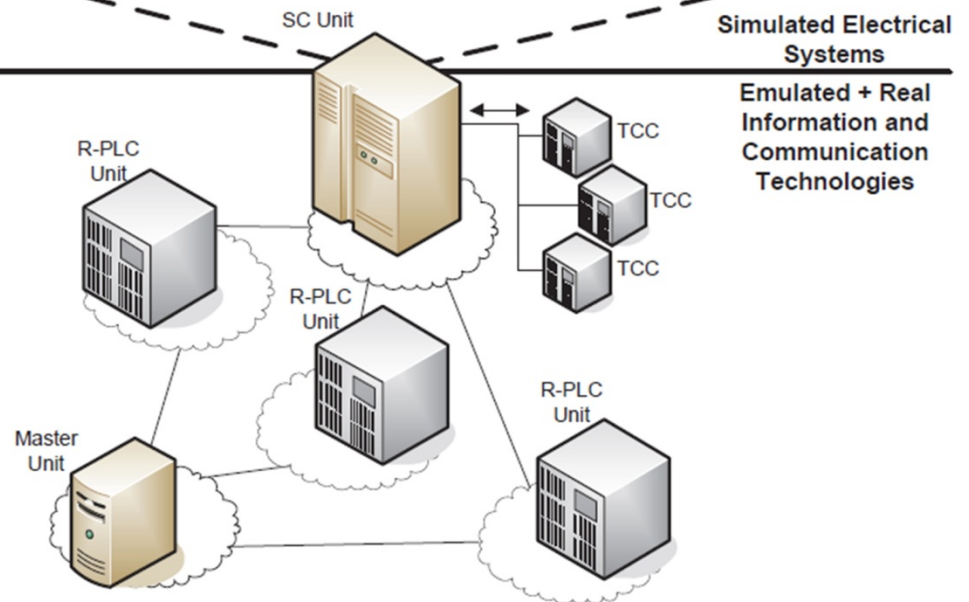 SC Unit
Simulated Electrical
Systems
Emulated + Real
Information and
Communication
Technologies
TCC
TCC
TCC
R-PLC
Unit
R-PLC
Unit
R-PLC
Unit
Master
Unit